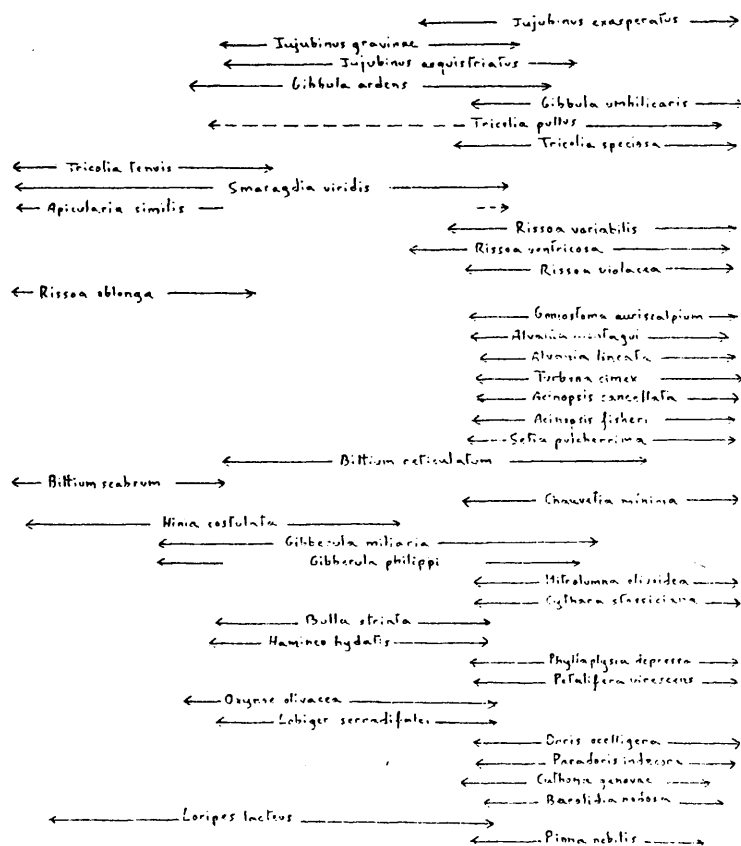 Jujubinus exasperatus
Jujubinus gravinae
Jujubinus aequistriatus
Gibbula ardens
Gibbula umbilicaris
Tricolia pullus
Tricolia speciosa
Tricolia tenuis
Smaragdia viridis
Apicularia similis
Rissoa variabilis
Rissoa ventricosa
Rissoa violacea
Rissoa oblonga
Goniostoma auriscalpium
Alvania montagui
Alvania lineata
Turbona cimex
Acinopsis cancellata
Acinopsis fisheri
Setia pulcherrima
Bittium reticulatum
Bittium scabrum
Chauvetia minima
Hinia costulata
Gibberula miliaria
Gibberula philippi
Mitrolumna olivoidea
Cythara stossiciana
Bulla striata
Haminea hydatis
Phyllaplysia depressa
Petalifera virescens
Oxynoe olivacea
Lobiger serradifalci
Doris ocelligera
Paradoris indecora
Cuthona genovae
Baeolidia nodosa
Loripes lacteus
Pinna nobilis